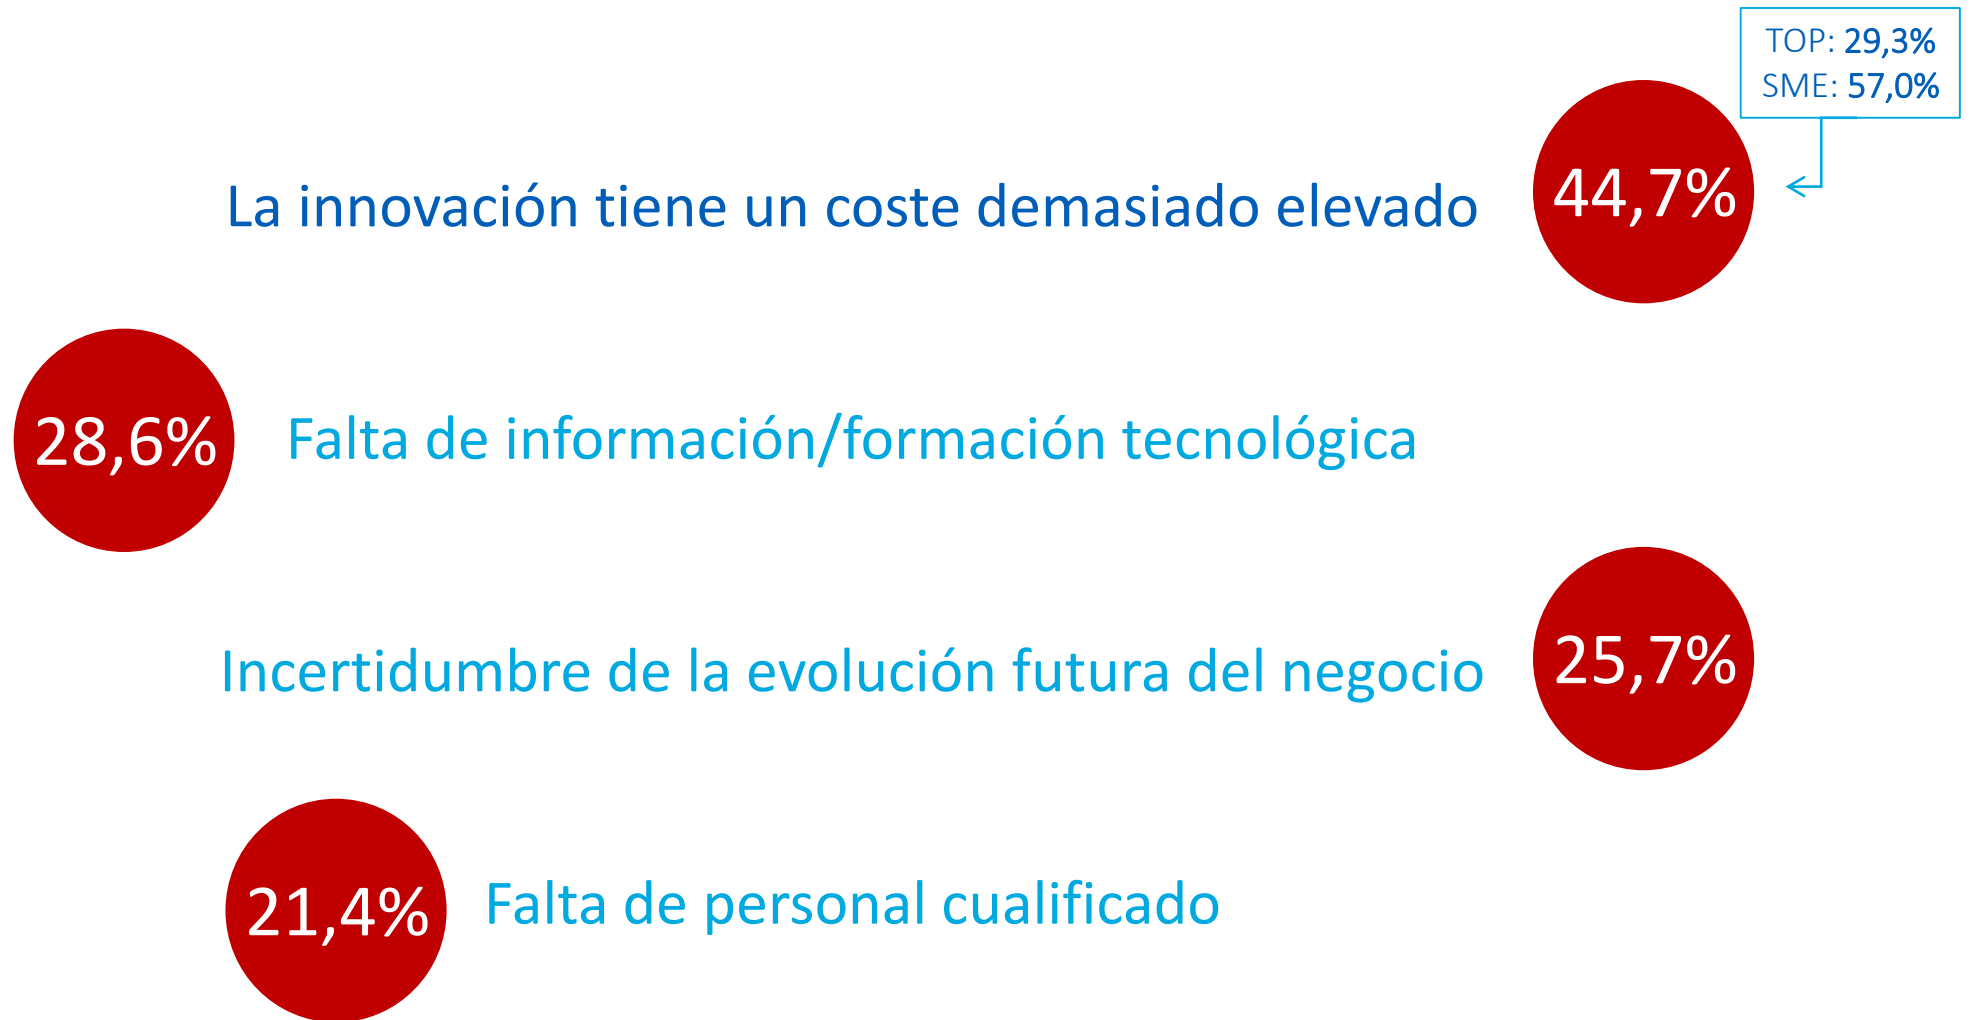 TOP: 29,3%
SME: 57,0%
La innovación tiene un coste demasiado elevado
44,7%
28,6%
Falta de información/formación tecnológica
Incertidumbre de la evolución futura del negocio
25,7%
21,4%
Falta de personal cualificado